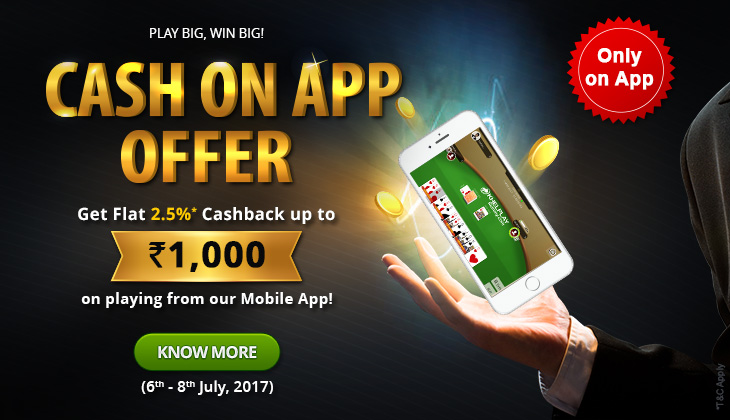 PLAY BIG, WIN BIG!
CASH ON APP
OFFER
Get Flat 2.5%* Cashback up to
₹1,000
on playing from our Mobile App!
KNOW MORE
(6th - 8th July, 2017)
Only
on App
KHELPLAY
*T&C Apply